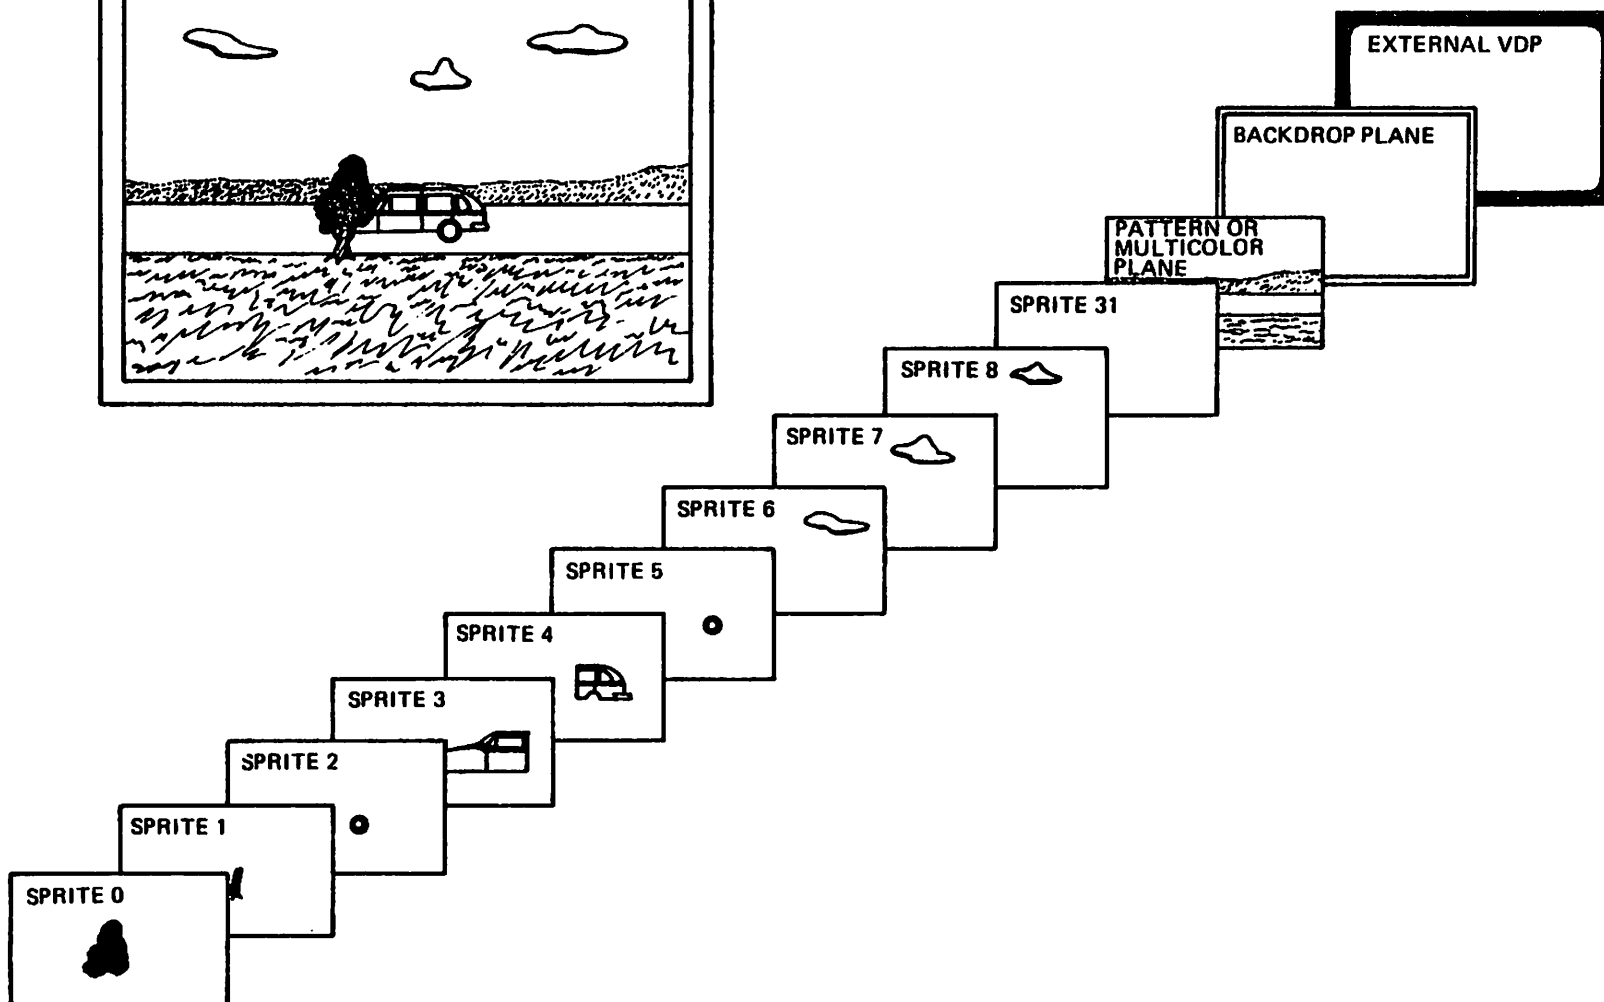 EXTERNAL VDP
BACKDROP PLANE
PATTERN OR
MULTICOLOR
PLANE
SPRITE 31
SPRITE 8
SPRITE 7
SPRITE 6
SPRITE 5
SPRITE 4
SPRITE 3
SPRITE 2
SPRITE 1
SPRITE 0